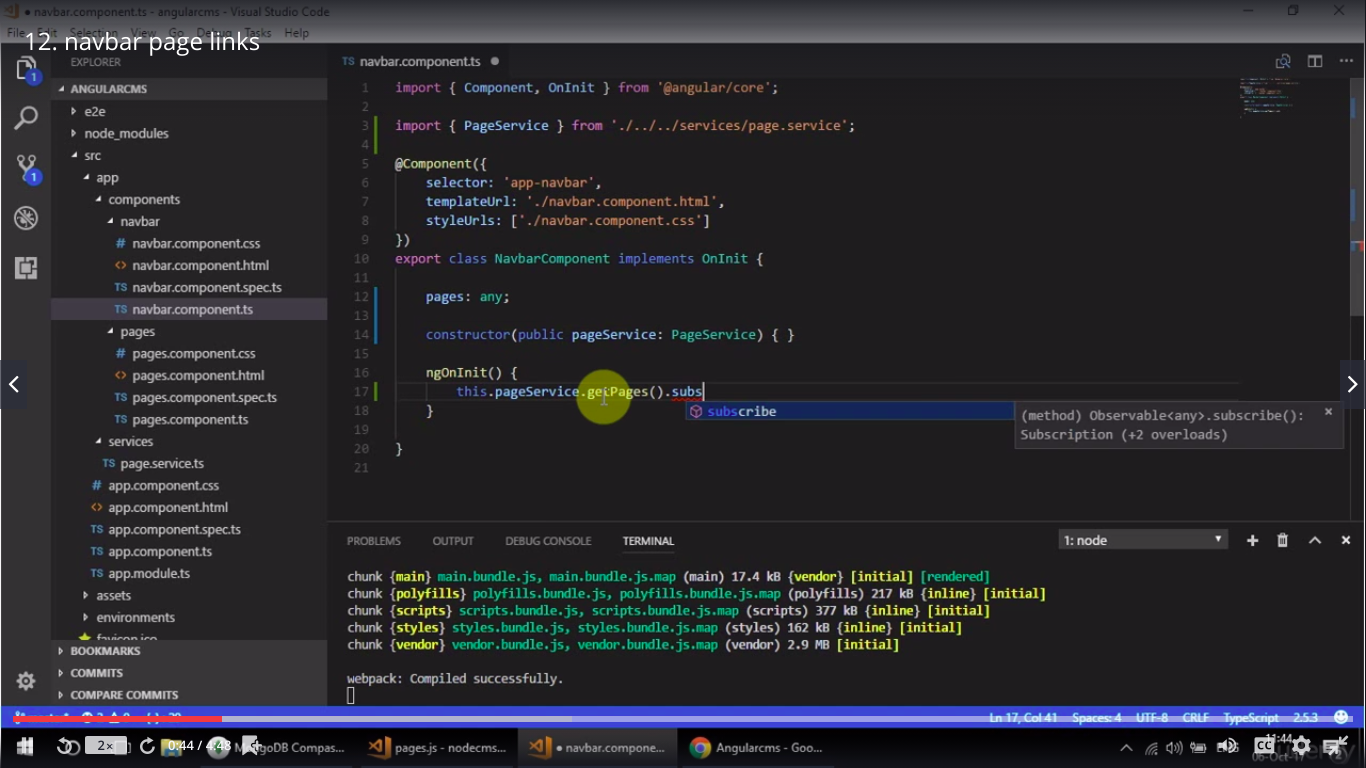 navbar.component.ts - angularcms - Visual Studio Code
File Edit Selection View Go Debug Tasks Help
12. navbar page links
EXPLORER
ANGULARCMS
e2e
node_modules
src
app
components
navbar
navbar.component.css
navbar.component.html
navbar.component.spec.ts
navbar.component.ts
pages
pages.component.css
pages.component.html
pages.component.spec.ts
pages.component.ts
services
page.service.ts
app.component.css
app.component.html
app.component.spec.ts
app.component.ts
app.module.ts
assets
environments
favicon.ico
BOOKMARKS
COMMITS
COMPARE COMMITS
TS navbar.component.ts
1 import { Component, OnInit } from '@angular/core';
2
3 import { PageService } from './../../services/page.service';
4
5 @Component({
6 selector: 'app-navbar',
7 templateUrl: './navbar.component.html',
8 styleUrls: ['./navbar.component.css']
9 })
10 export class NavbarComponent implements OnInit {
11
12 pages: any;
13
14 constructor(public pageService: PageService) { }
15
16 ngOnInit() {
17 this.pageService.getPages().subs
18 }
19
20 }
21
subscribe
(method) Observable<any>.subscribe():
Subscription (+2 overloads)
PROBLEMS OUTPUT DEBUG CONSOLE TERMINAL 1: node
chunk {main} main.bundle.js, main.bundle.js.map (main) 17.4 kB {vendor} [initial] [rendered]
chunk {polyfills} polyfills.bundle.js, polyfills.bundle.js.map (polyfills) 217 kB {inline} [initial]
chunk {scripts} scripts.bundle.js, scripts.bundle.js.map (scripts) 377 kB {inline} [initial]
chunk {styles} styles.bundle.js, styles.bundle.js.map (styles) 162 kB {inline} [initial]
chunk {vendor} vendor.bundle.js, vendor.bundle.js.map (vendor) 2.9 MB [initial]
webpack: Compiled successfully.
Ln 17, Col 41 Spaces: 4 UTF-8 CRLF TypeScript 2.5.3
2x 0:44 / 4:48 MongoDB Compas... pages.js - nodecms... navbar.compone... Angularcms - Goo... CC 11:44
06-Oct-17